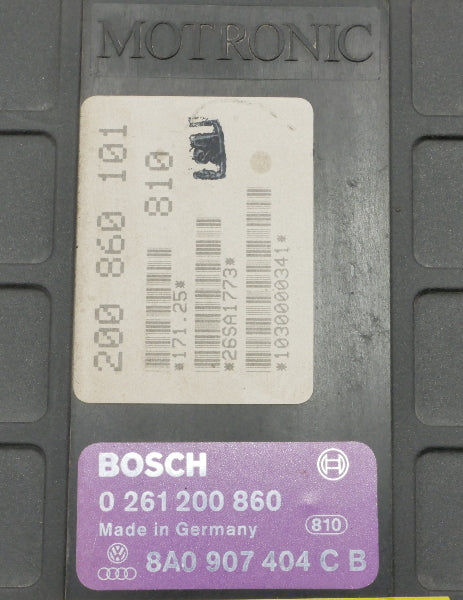 MOTRONIC
200 860 101
810
*171.25*
*26SA1773*
*1030000341*
BOSCH
0 261 200 860
Made in Germany
810
8A0 907 404 C B